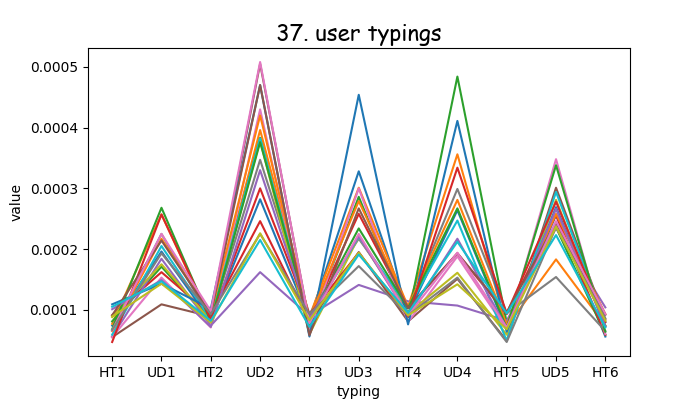 37. user typings
value
0.0005
0.0004
0.0003
0.0002
0.0001
HT1 UD1 HT2 UD2 HT3 UD3 HT4 UD4 HT5 UD5 HT6
typing